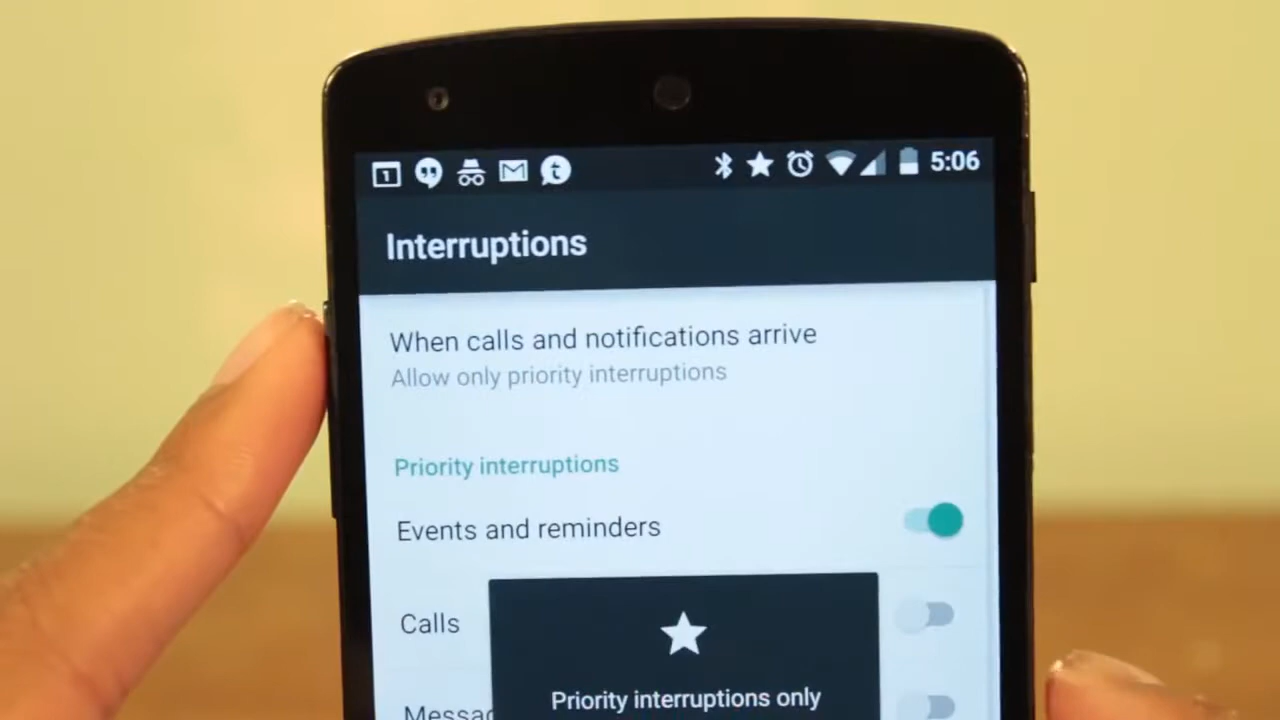 1 t 5:06
Interruptions
When calls and notifications arrive
Allow only priority interruptions
Priority interruptions
Events and reminders
Calls
Priority interruptions only
Messa